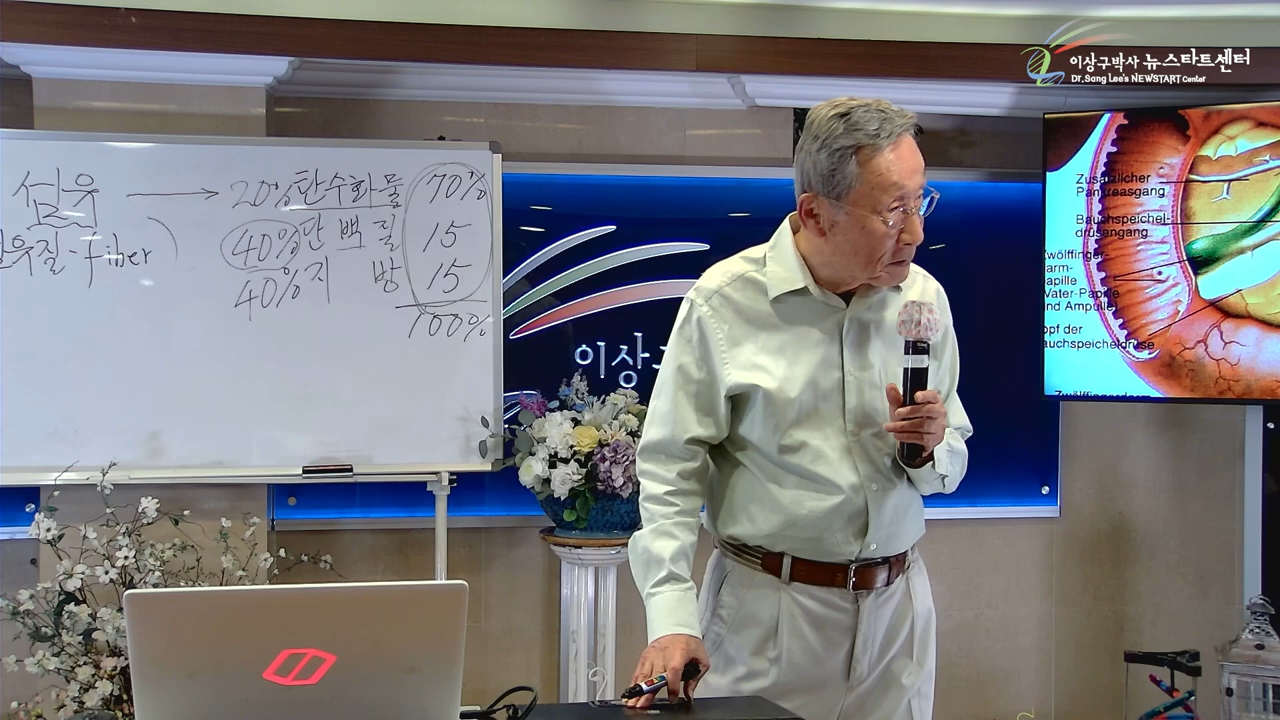 이상구박사 뉴스타트센터
Dr. Sang Lee's NEWSTART Center
섬유 → 20% 탄수화물 70%
섬유질-fiber) 40% 단백질 15
40% 지 방 15
100%
이상구
Zusätzlicher
Pankreasgang
Bauchspeichel-
drüsengang
Zwölffinger-
darm-
papille
(Vater-Papille
und Ampulle)
Kopf der
Bauchspeicheldrüse
Zwölffingerdarm